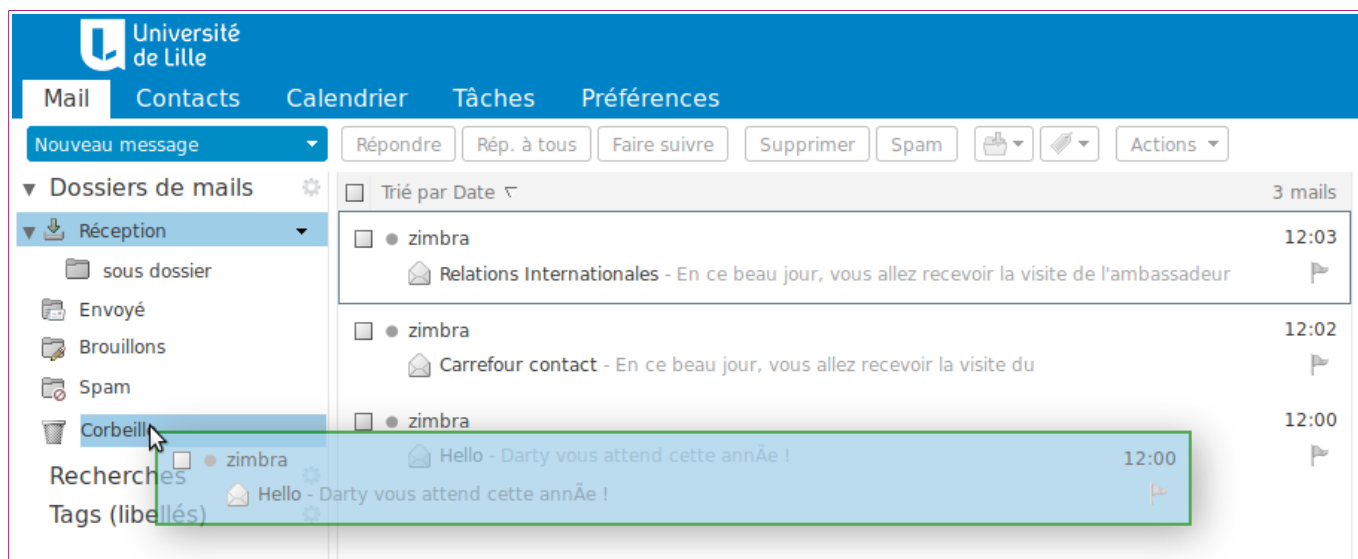 Université
de Lille
Mail Contacts Calendrier Tâches Préférences
Nouveau message Répondre Rép. à tous Faire suivre Supprimer Spam Actions
Dossiers de mails
Trié par Date 3 mails
Réception
sous dossier
Envoyé
Brouillons
Spam
Corbeille
Recherches
Tags (libellés)
zimbra 12:03
Relations Internationales - En ce beau jour, vous allez recevoir la visite de l'ambassadeur
zimbra 12:02
Carrefour contact - En ce beau jour, vous allez recevoir la visite du
zimbra 12:00
Hello - Darty vous attend cette annÃe !
zimbra 12:00
Hello - Darty vous attend cette annÃe !